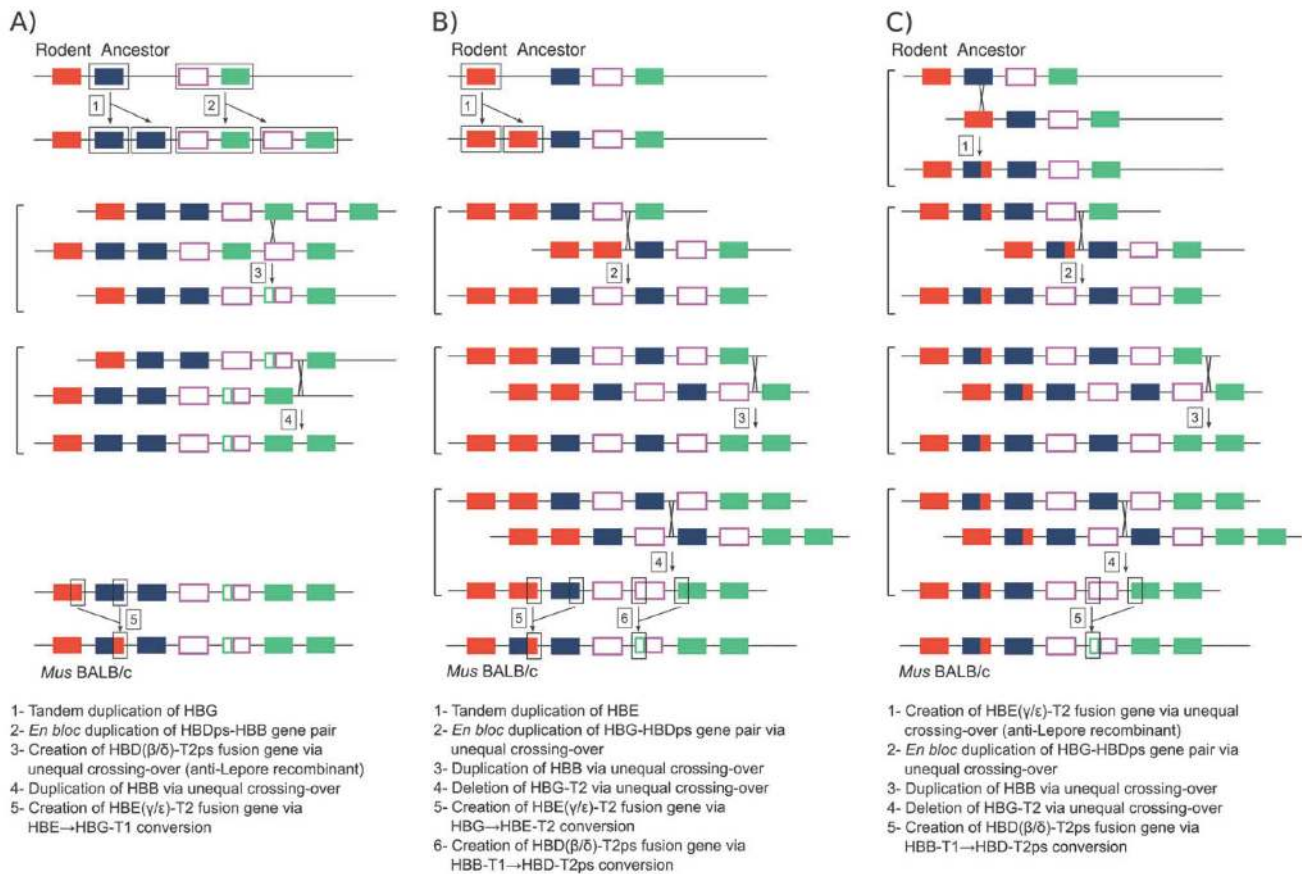 A)
Rodent Ancestor
1
2
3
4
5
Mus BALB/c
1- Tandem duplication of HBG
2- En bloc duplication of HBDps-HBB gene pair
3- Creation of HBD(β/δ)-T2ps fusion gene via
unequal crossing-over (anti-Lepore recombinant)
4- Duplication of HBB via unequal crossing-over
5- Creation of HBE(γ/ε)-T2 fusion gene via
HBE→HBG-T1 conversion
B)
Rodent Ancestor
1
2
3
4
5
6
Mus BALB/c
1- Tandem duplication of HBE
2- En bloc duplication of HBG-HBDps gene pair via
unequal crossing-over
3- Duplication of HBB via unequal crossing-over
4- Deletion of HBG-T2 via unequal crossing-over
5- Creation of HBE(γ/ε)-T2 fusion gene via
HBG→HBE-T2 conversion
6- Creation of HBD(β/δ)-T2ps fusion gene via
HBB-T1→HBD-T2ps conversion
C)
Rodent Ancestor
1
2
3
4
5
Mus BALB/c
1- Creation of HBE(γ/ε)-T2 fusion gene via unequal
crossing-over (anti-Lepore recombinant)
2- En bloc duplication of HBG-HBDps gene pair via
unequal crossing-over
3- Duplication of HBB via unequal crossing-over
4- Deletion of HBG-T2 via unequal crossing-over
5- Creation of HBD(β/δ)-T2ps fusion gene via
HBB-T1→HBD-T2ps conversion